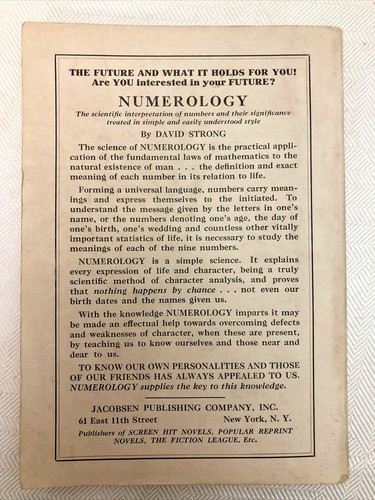 THE FUTURE AND WHAT IT HOLDS FOR YOU!
Are YOU interested in your FUTURE?
NUMEROLOGY
The scientific interpretation of numbers and their significance
treated in simple and easily understood style
By DAVID STRONG
The science of NUMEROLOGY is the practical appli-
cation of the fundamental laws of mathematics to the
natural existence of man . . . the definition and exact
meaning of each number in its relation to life.
Forming a universal language, numbers carry mean-
ings and express themselves to the initiated. To
understand the message given by the letters in one's
name, or the numbers denoting one's age, the day of
one's birth, one's wedding and countless other vitally
important statistics of life, it is necessary to study the
meanings of each of the nine numbers.
NUMEROLOGY is a simple science. It explains
every expression of life and character, being a truly
scientific method of character analysis, and proves
that nothing happens by chance . . . not even our
birth dates and the names given us.
With the knowledge NUMEROLOGY imparts it may
be made an effectual help towards overcoming defects
and weaknesses of character, when these are present,
by teaching us to know ourselves and those near and
dear to us.
TO KNOW OUR OWN PERSONALITIES AND THOSE
OF OUR FRIENDS HAS ALWAYS APPEALED TO US.
NUMEROLOGY supplies the key to this knowledge.
JACOBSEN PUBLISHING COMPANY, INC.
61 East 11th Street New York, N. Y.
Publishers of SCREEN HIT NOVELS, POPULAR REPRINT
NOVELS, THE FICTION LEAGUE, Etc.